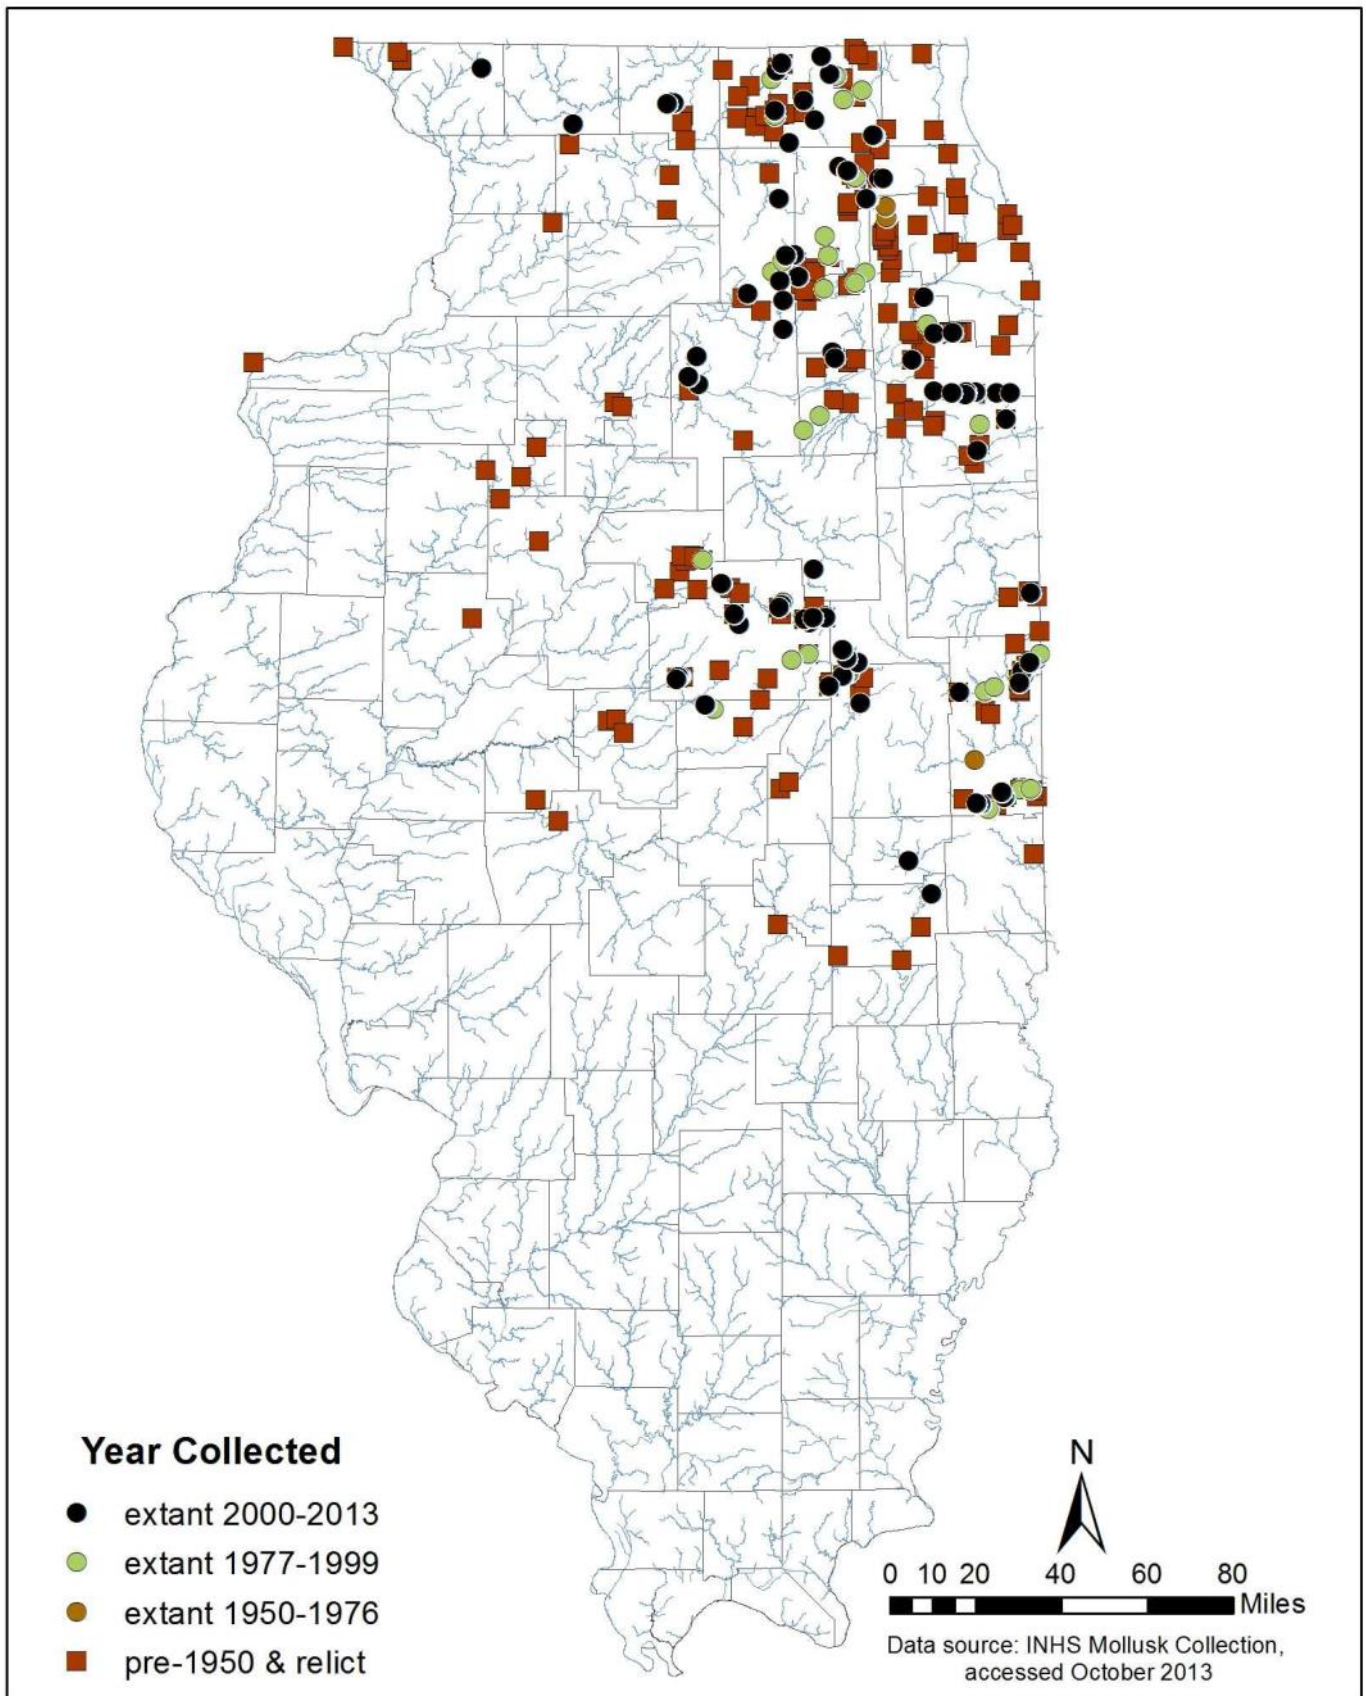 Year Collected
extant 2000-2013
extant 1977-1999
extant 1950-1976
pre-1950 & relict
N
0 10 20 40 60 80
Miles
Data source: INHS Mollusk Collection,
accessed October 2013